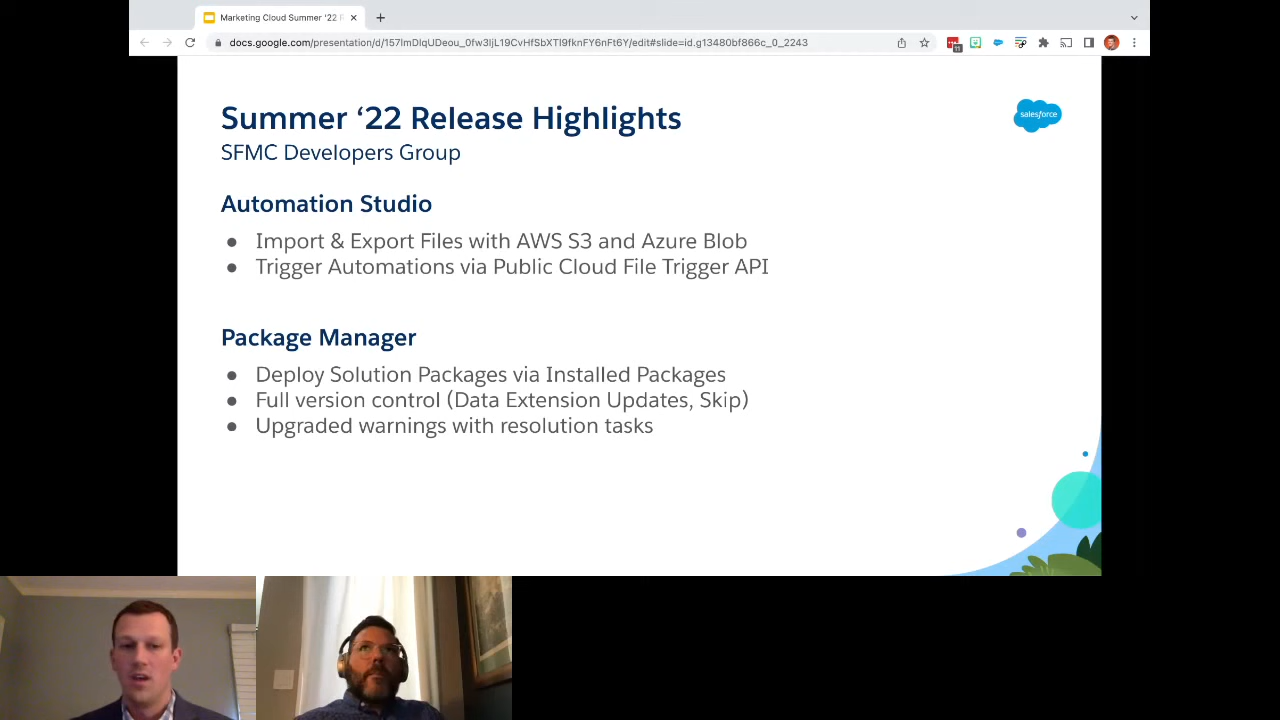 Marketing Cloud Summer '22 R
docs.google.com/presentation/d/157lmDIqUDeou_0fw3ljL19CvHfSbXTI9fknFY6nFt6Y/edit#slide=id.g13480bf866c_0_2243
11
Summer ‘22 Release Highlights
salesforce
SFMC Developers Group
Automation Studio
● Import & Export Files with AWS S3 and Azure Blob
● Trigger Automations via Public Cloud File Trigger API
Package Manager
● Deploy Solution Packages via Installed Packages
● Full version control (Data Extension Updates, Skip)
● Upgraded warnings with resolution tasks